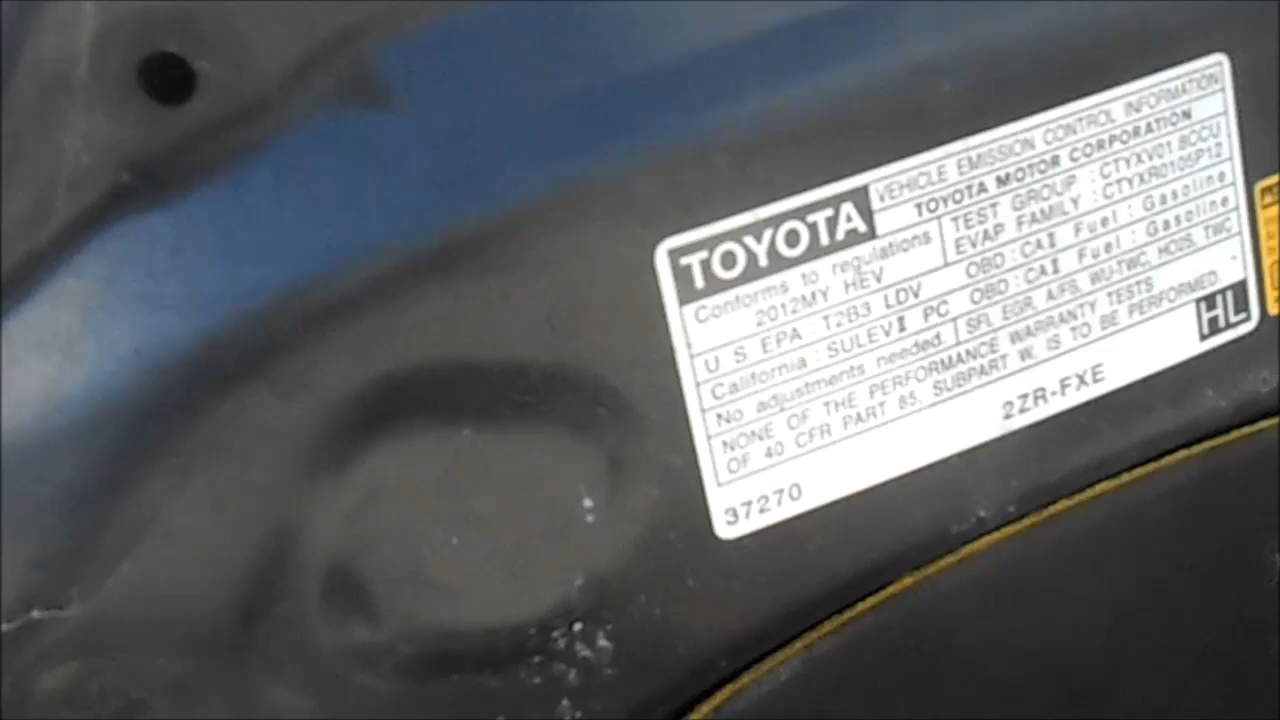 TOYOTA
VEHICLE EMISSION CONTROL INFORMATION
TOYOTA MOTOR CORPORATION
Conforms to regulations
2012MY HEV
TEST GROUP : CTYXV01.8CCU
EVAP FAMILY : CTYXR0105P12
U S EPA : T2B3 LDV OBD : CAⅡ Fuel : Gasoline
California : SULEVⅡ PC OBD : CAⅡ Fuel : Gasoline
No adjustments needed. SFI, EGR, A/FS, WU-TWC, HO2S, TWC
NONE OF THE PERFORMANCE WARRANTY TESTS
OF 40 CFR PART 85, SUBPART W, IS TO BE PERFORMED.
HL
2ZR-FXE
37270